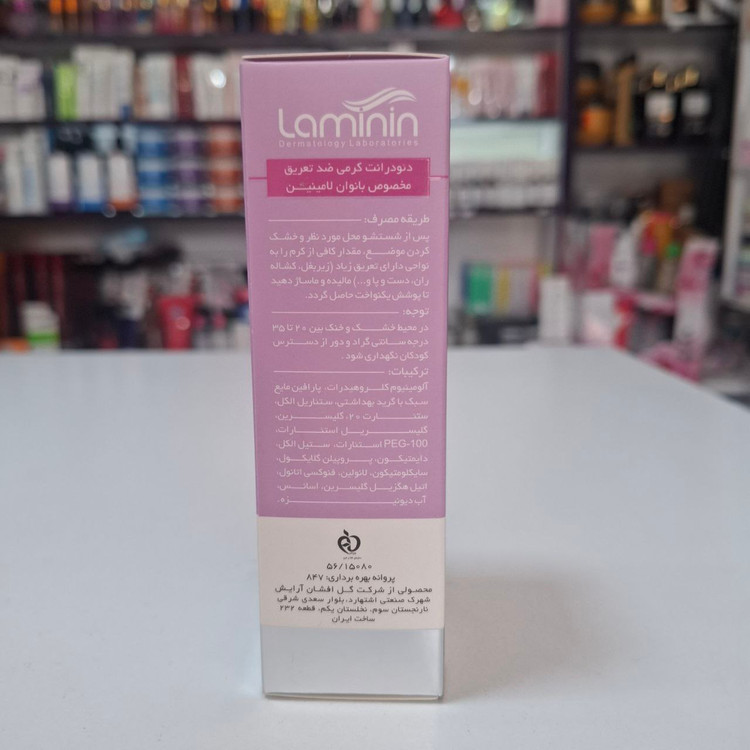 Laminin
Dermatology Laboratories
دئودرانت کرمی ضد تعریق
مخصوص بانوان لامینین
طریقه مصرف:
پس از شستشو محل مورد نظر و خشک
کردن موضع، مقدار کافی از کرم را به
نواحی دارای تعریق زیاد (زیربغل، کشاله
ران، دست و پا و...) مالیده و ماساژ دهید
تا پوشش یکنواخت حاصل گردد.
توجه:
در محیط خشک و خنک بین ۲۰ تا ۳۵
درجه سانتی گراد و دور از دسترس
کودکان نگهداری شود.
ترکیبات:
آلومینیوم کلروهیدرات، پارافین مایع
سبک با گرید بهداشتی، ستئاریل الکل،
ستئارت ۲۰، گلیسرین،
گلیسریل استئارات،
PEG-100 استئارات، ستیل الکل،
دایمتیکون، پروپیلن گلایکول،
سایکلومتیکون، لانولین، فنوکسی اتانول،
اتیل هگزیل گلیسرین، اسانس،
آب دیونیزه.
۵۶/۱۵۰۸۰
پروانه بهره برداری: ۸۴۷
محصولی از شرکت گل افشان آرایش
شهرک صنعتی اشتهارد، بلوار سعدی شرقی
نارنجستان سوم، نخلستان یکم، قطعه ۲۳۲
ساخت ایران